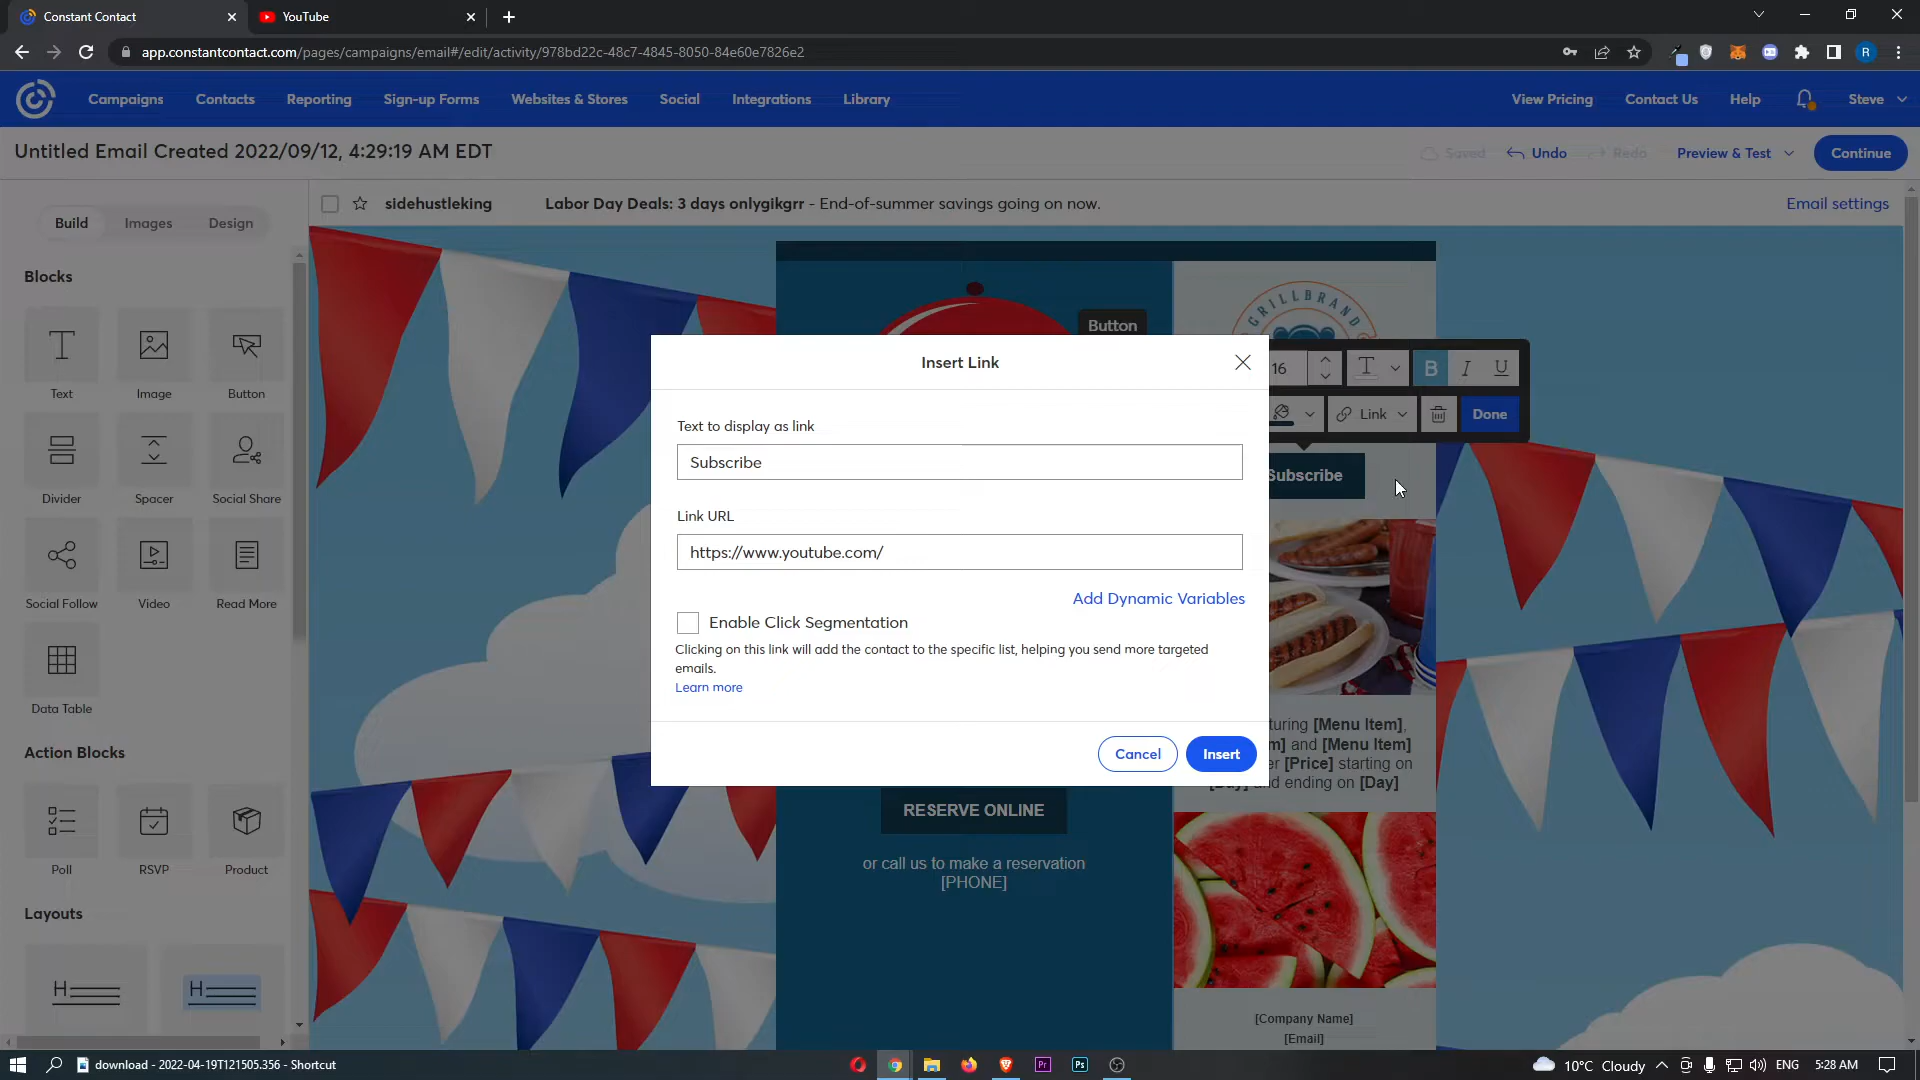 Constant Contact
YouTube
app.constantcontact.com/pages/campaigns/email#/edit/activity/978bd22c-48c7-4845-8050-84e60e7826e2
R
Campaigns
Contacts
Reporting
Sign-up Forms
Websites & Stores
Social
Integrations
Library
View Pricing
Contact Us
Help
Steve
Untitled Email Created 2022/09/12, 4:29:19 AM EDT
Saved
Undo
Redo
Preview & Test
Continue
Build
Images
Design
sidehustleking
Labor Day Deals: 3 days onlygikgrr - End-of-summer savings going on now.
Email settings
Blocks
Text
Image
Button
Divider
Spacer
Social Share
Social Follow
Video
Read More
Data Table
Action Blocks
Poll
RSVP
Product
Layouts
H
H
GRILLBRAND
Button
16
T
B
I
U
Link
Done
Subscribe
Insert Link
Text to display as link
Subscribe
Link URL
https://www.youtube.com/
Add Dynamic Variables
Enable Click Segmentation
Clicking on this link will add the contact to the specific list, helping you send more targeted
emails.
Learn more
Cancel
Insert
[Menu Item],
and [Menu Item]
[Price] starting on
[Day] and ending on [Day]
RESERVE ONLINE
or call us to make a reservation
[PHONE]
[Company Name]
[Email]
download - 2022-04-19T121505.356 - Shortcut
Pr
Ps
10°C Cloudy
ENG
5:28 AM